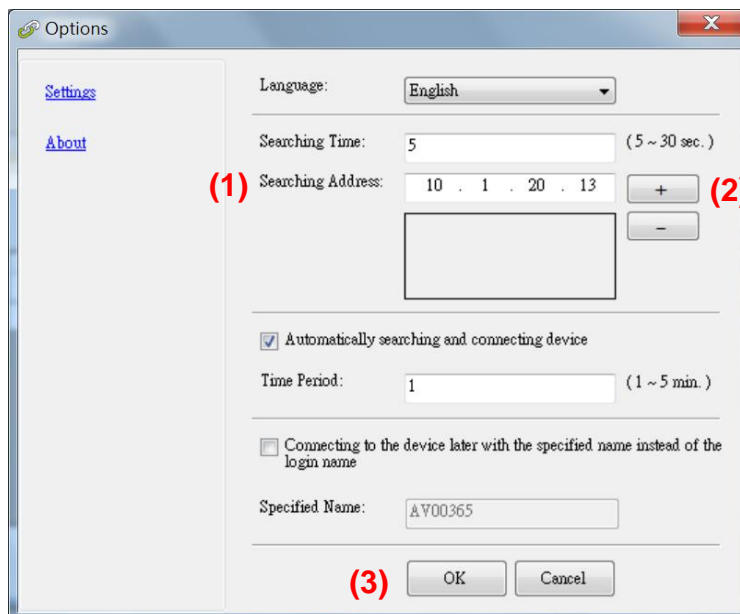 Options
Settings
About
Language: English
Searching Time: 5 (5 ~ 30 sec.)
(1) Searching Address: 10 . 1 . 20 . 13 + (2)
−
Automatically searching and connecting device
Time Period: 1 (1 ~ 5 min.)
Connecting to the device later with the specified name instead of the
login name
Specified Name: AV00365
(3) OK Cancel